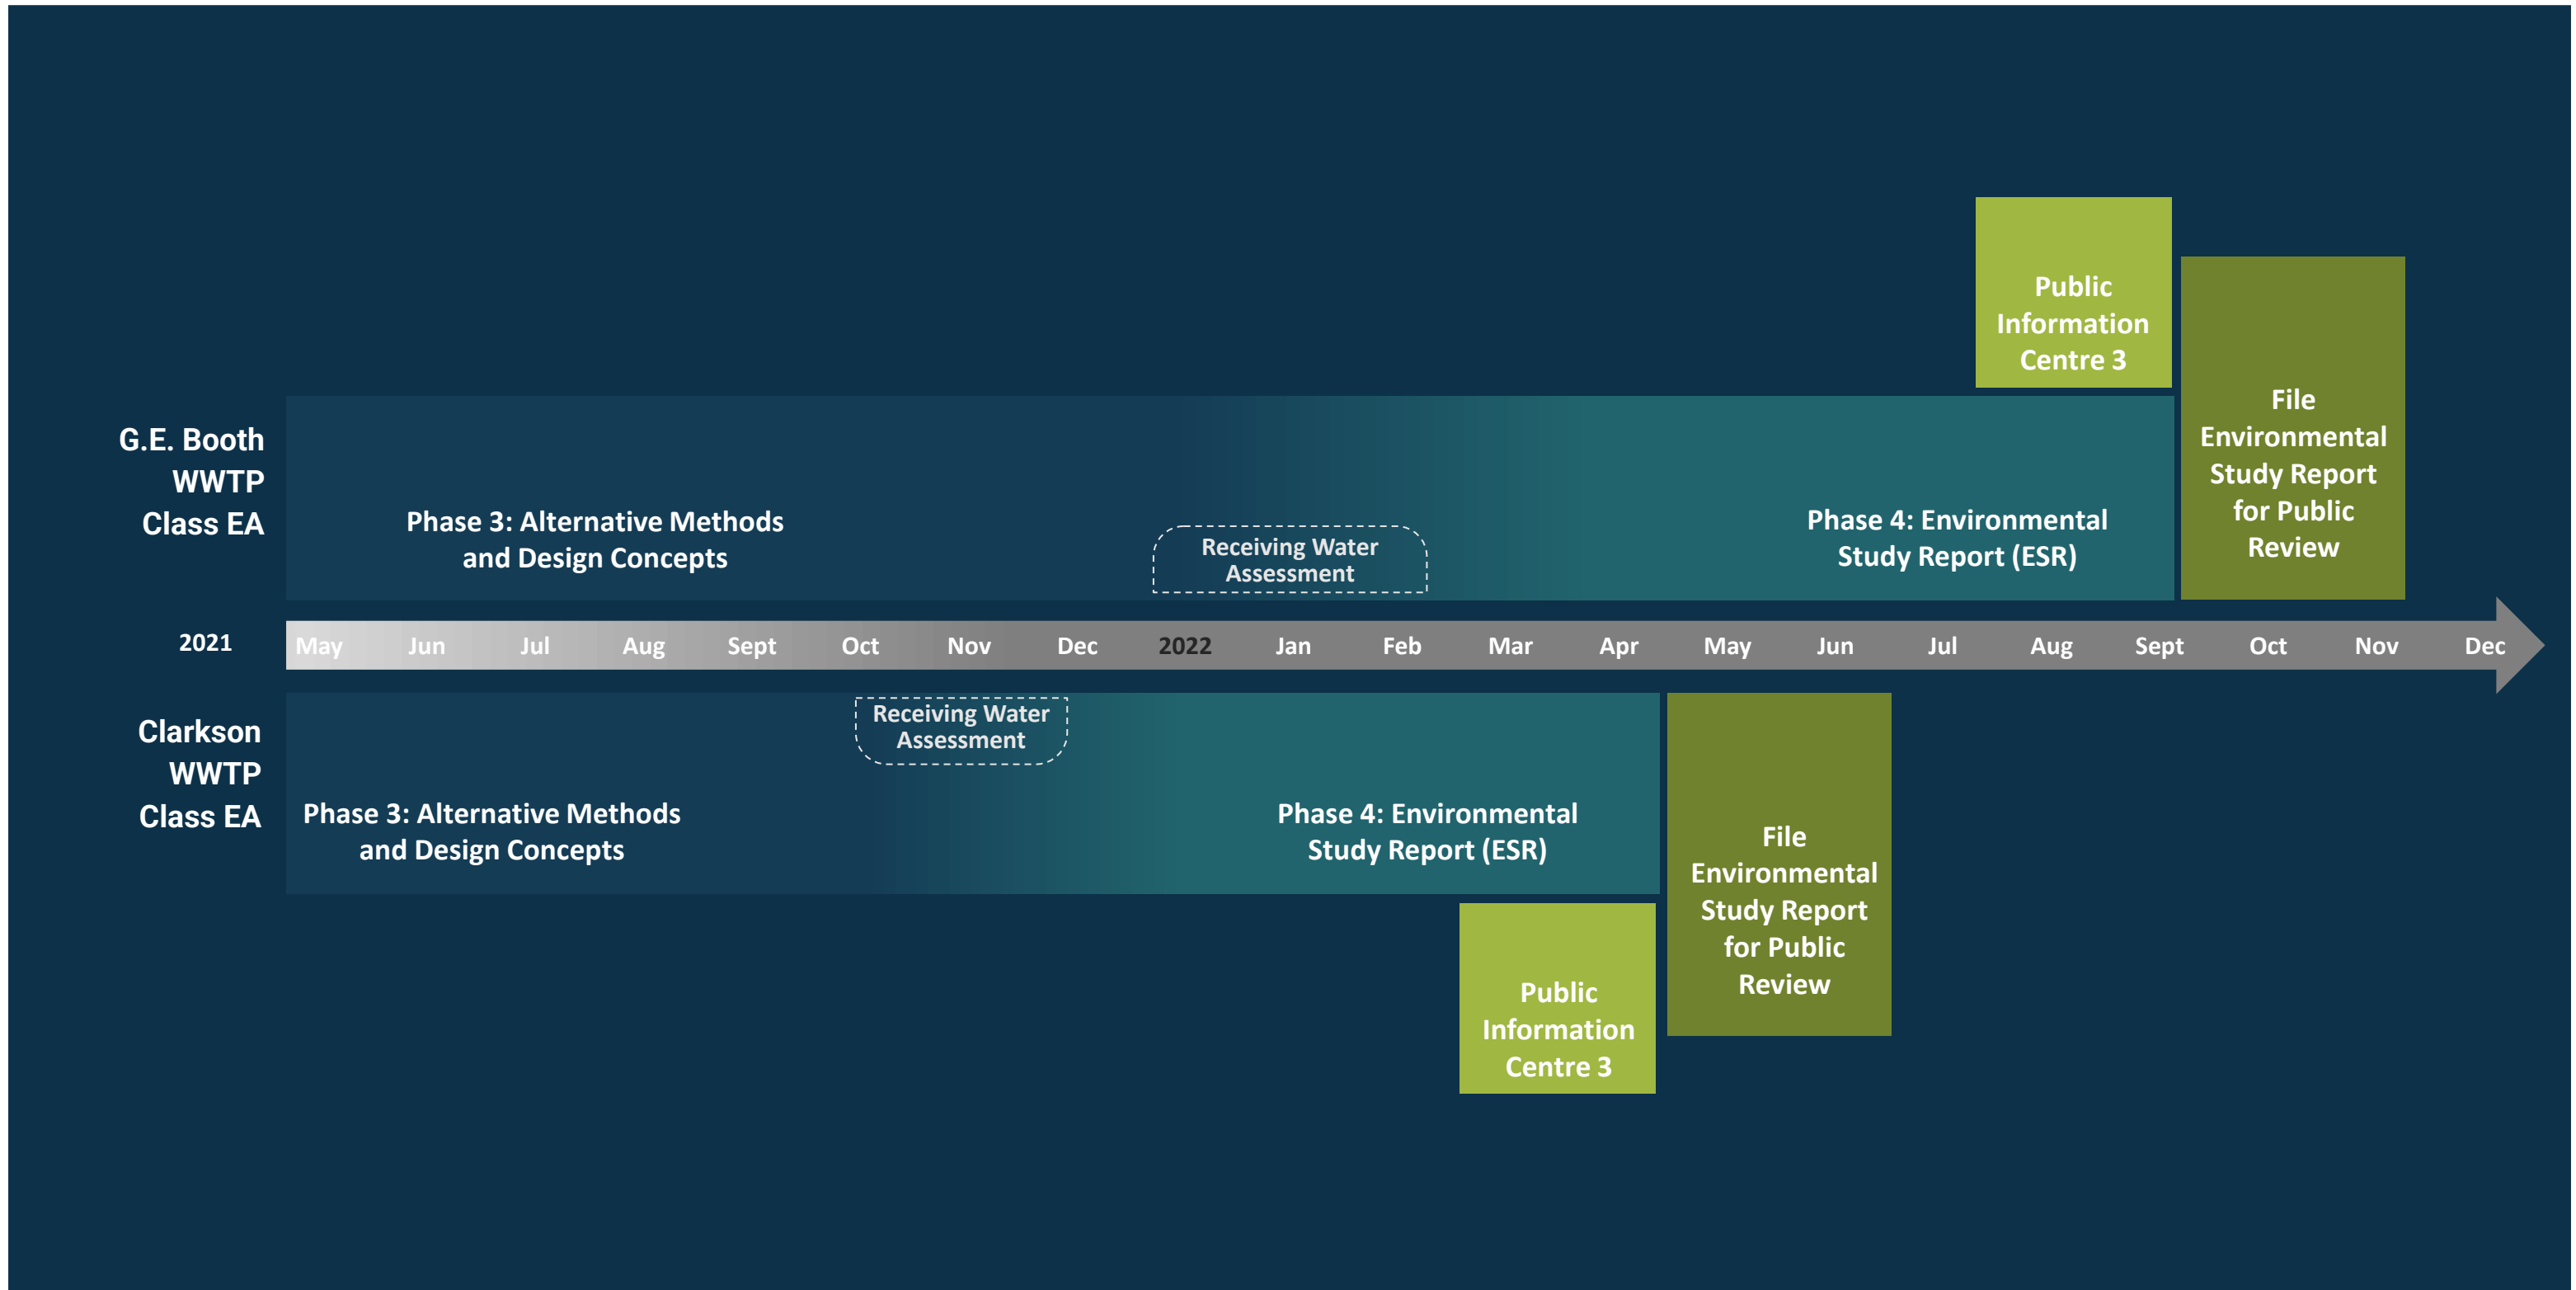 Public
Information
Centre 3
File
Environmental
Study Report
for Public
Review
G.E. Booth
WWTP
Class EA
Phase 3: Alternative Methods
and Design Concepts
Receiving Water
Assessment
Phase 4: Environmental
Study Report (ESR)
2021 May Jun Jul Aug Sept Oct Nov Dec 2022 Jan Feb Mar Apr May Jun Jul Aug Sept Oct Nov Dec
Receiving Water
Assessment
Clarkson
WWTP
Class EA
Phase 3: Alternative Methods
and Design Concepts
Phase 4: Environmental
Study Report (ESR)
File
Environmental
Study Report
for Public
Review
Public
Information
Centre 3